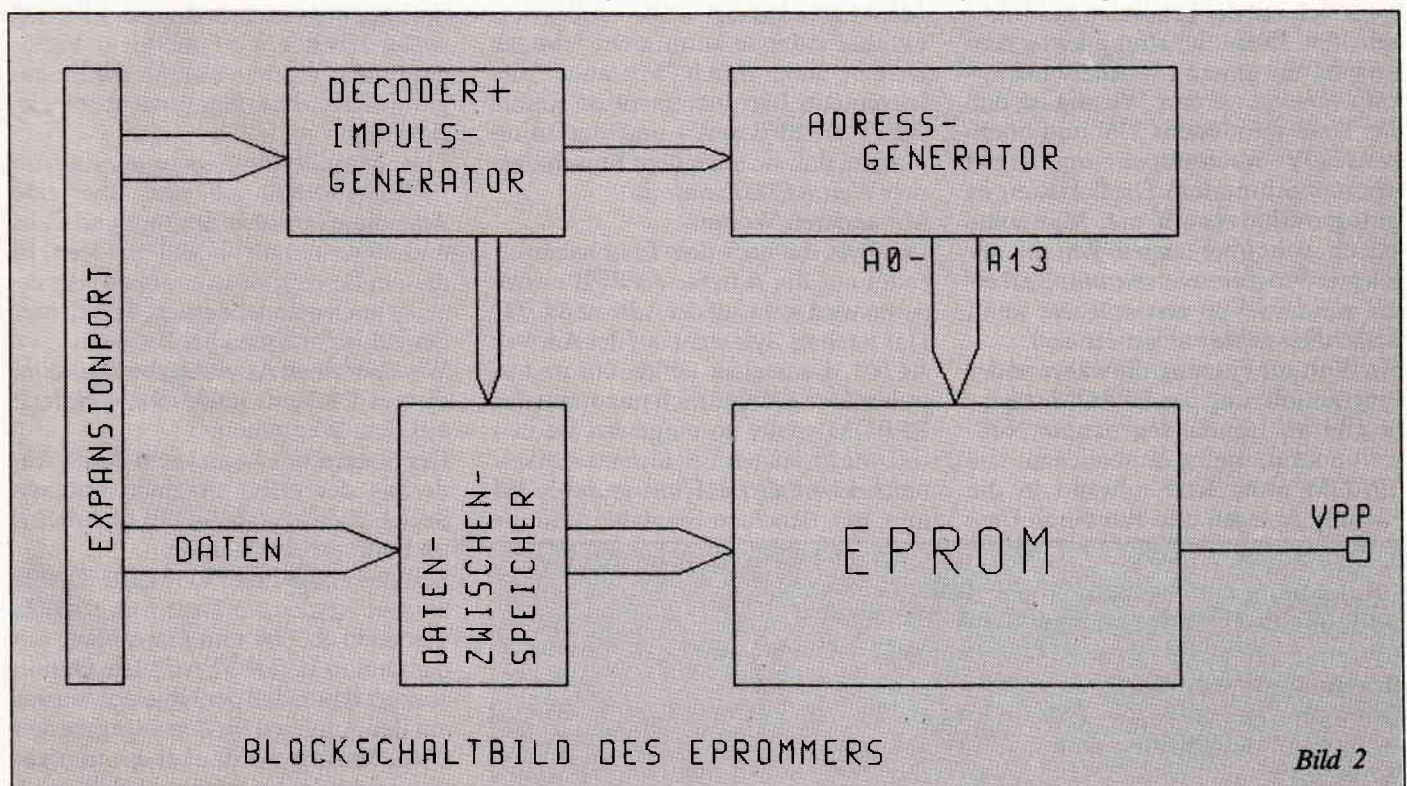 EXPANSIONPORT
DECODER+
IMPULS-
GENERATOR
ADRESS-
GENERATOR
A0-
A13
DATEN
DATEN-
ZWISCHEN-
SPEICHER
EPROM
VPP
BLOCKSCHALTBILD DES EPROMMERS
Bild 2